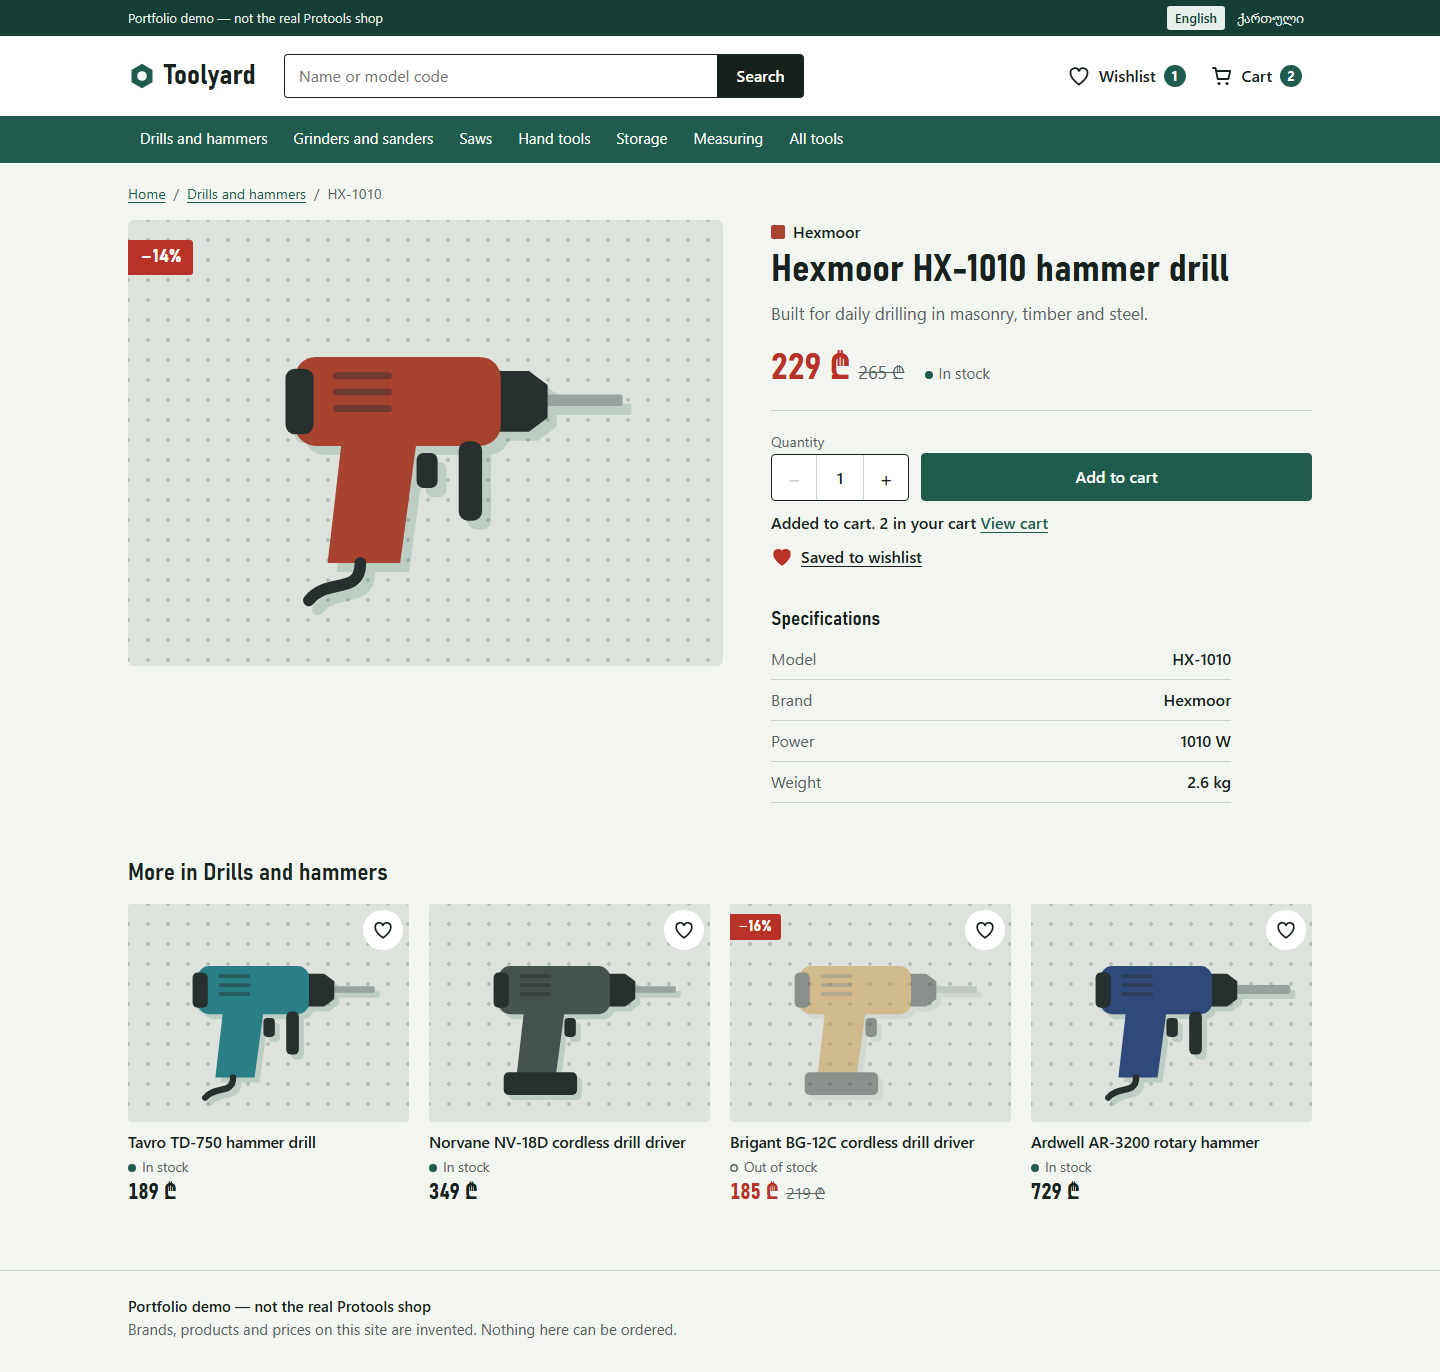 Portfolio demo — not the real Protools shop
English ქართული
Toolyard
Name or model code
Search
Wishlist 1
Cart 2
Drills and hammers Grinders and sanders Saws Hand tools Storage Measuring All tools
Home / Drills and hammers / HX-1010
–14%
Hexmoor
Hexmoor HX-1010 hammer drill
Built for daily drilling in masonry, timber and steel.
229 ₾ 265 ₾ In stock
Quantity
− 1 +
Add to cart
Added to cart. 2 in your cart View cart
Saved to wishlist
Specifications
Model HX-1010
Brand Hexmoor
Power 1010 W
Weight 2.6 kg
More in Drills and hammers
Tavro TD-750 hammer drill
In stock
189 ₾
Norvane NV-18D cordless drill driver
In stock
349 ₾
–16%
Brigant BG-12C cordless drill driver
Out of stock
185 ₾ 219 ₾
Ardwell AR-3200 rotary hammer
In stock
729 ₾
Portfolio demo — not the real Protools shop
Brands, products and prices on this site are invented. Nothing here can be ordered.